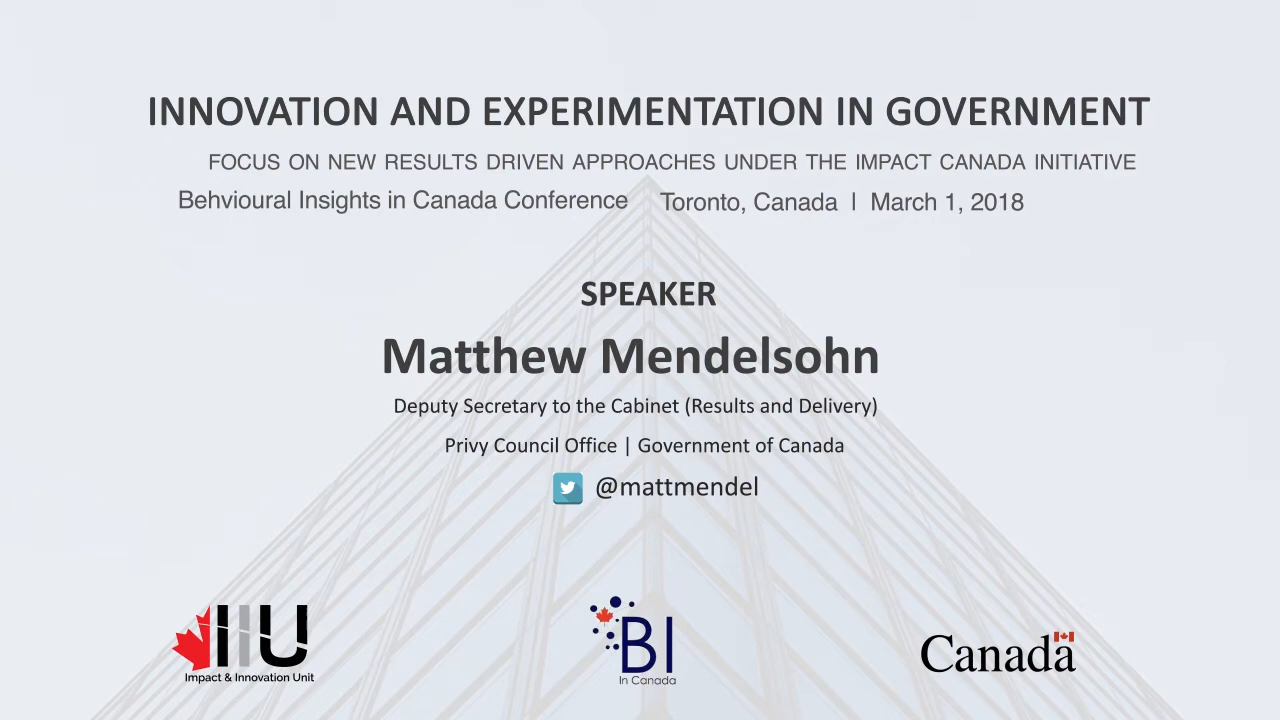 INNOVATION AND EXPERIMENTATION IN GOVERNMENT
FOCUS ON NEW RESULTS DRIVEN APPROACHES UNDER THE IMPACT CANADA INITIATIVE
Behvioural Insights in Canada Conference Toronto, Canada | March 1, 2018
SPEAKER
Matthew Mendelsohn
Deputy Secretary to the Cabinet (Results and Delivery)
Privy Council Office | Government of Canada
@mattmendel
IIU
Impact & Innovation Unit
BI
In Canada
Canada